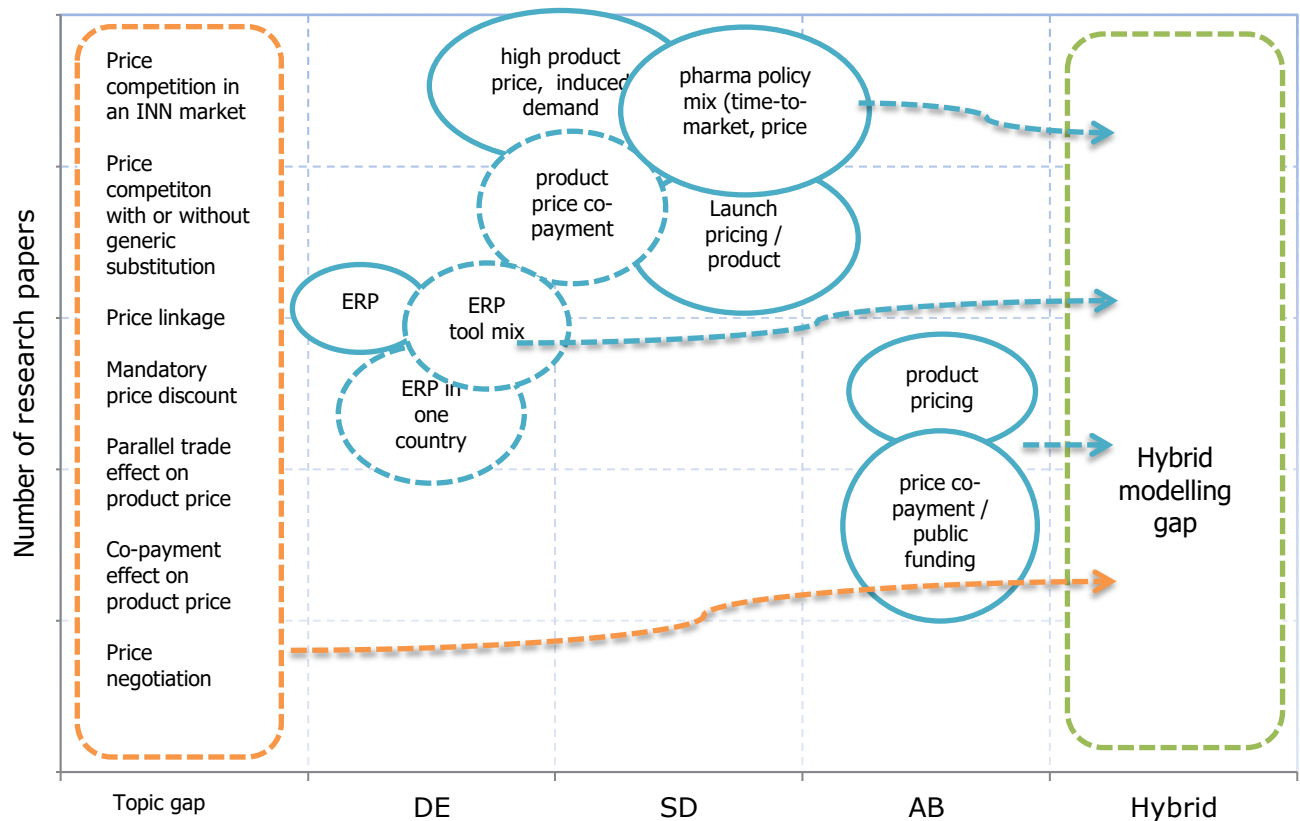 Number of research papers
Price
competition in
an INN market
Price
competiton
with or without
generic
substitution
Price linkage
Mandatory
price discount
Parallel trade
effect on
product price
Co-payment
effect on
product price
Price
negotiation
high product
price, induced
demand
pharma policy
mix (time-to-
market, price
product
price co-
payment
Launch
pricing /
product
ERP
ERP
tool mix
ERP in
one
country
product
pricing
price co-
payment /
public
funding
Hybrid
modelling
gap
Topic gap
DE
SD
AB
Hybrid